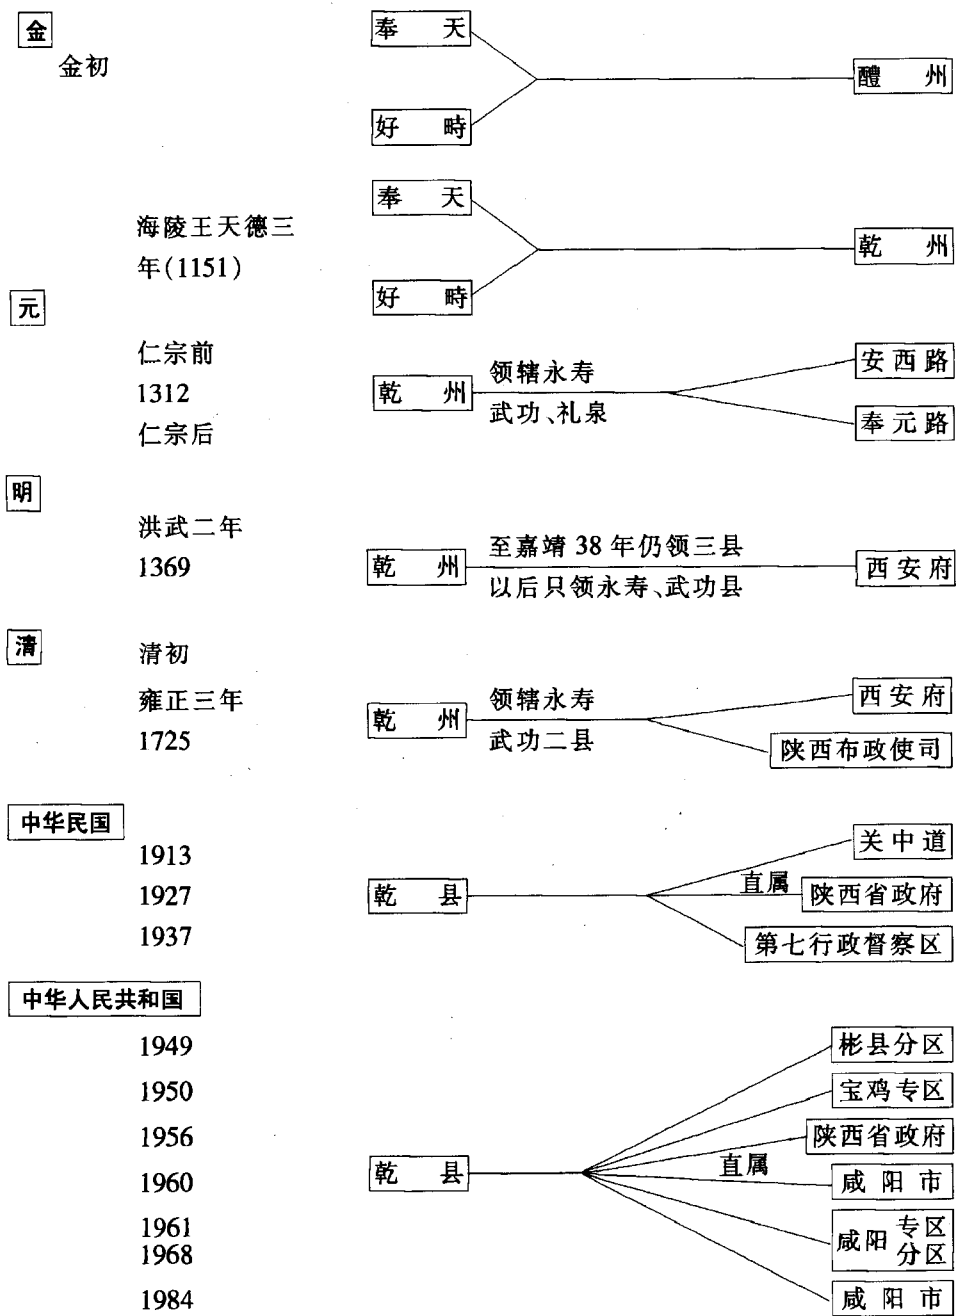 金
金初
奉 天
好 畤
醴 州
海陵王天德三
年(1151)
奉 天
好 畤
乾 州
元
仁宗前
1312
仁宗后
乾 州
领辖永寿
武功、礼泉
安西路
奉元路
明
洪武二年
1369
乾 州
至嘉靖 38 年仍领三县
以后只领永寿、武功县
西安府
清
清初
雍正三年
1725
乾 州
领辖永寿
武功二县
西安府
陕西布政使司
中华民国
1913
1927
1937
乾 县
关中道
直属
陕西省政府
第七行政督察区
中华人民共和国
1949
1950
1956
1960
1961
1968
1984
乾 县
彬县分区
宝鸡专区
陕西省政府
直属
咸阳市
咸阳 专区
分区
咸阳市